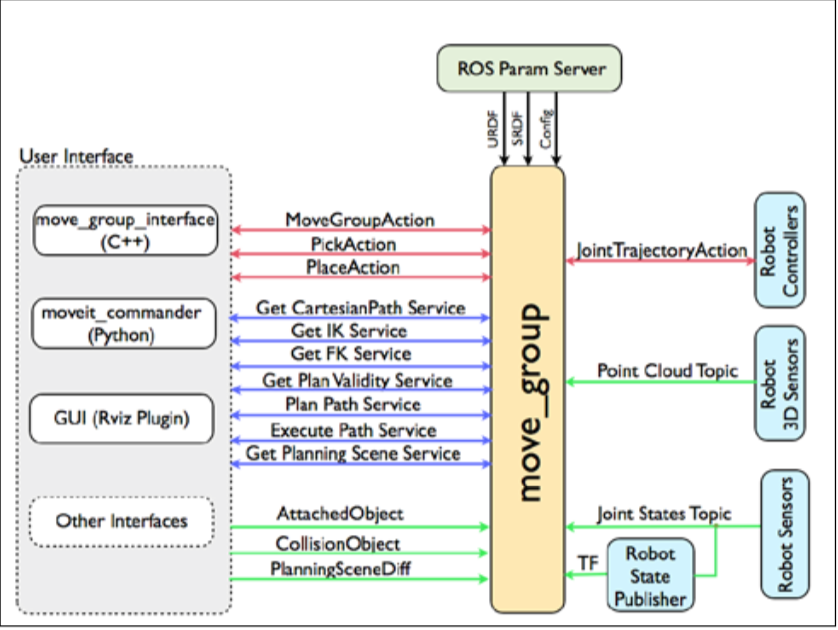 ROS Param Server
URDF
SRDF
Config
User Interface
move_group_interface
(C++)
moveit_commander
(Python)
GUI (Rviz Plugin)
Other Interfaces
MoveGroupAction
PickAction
PlaceAction
Get CartesianPath Service
Get IK Service
Get FK Service
Get Plan Validity Service
Plan Path Service
Execute Path Service
Get Planning Scene Service
AttachedObject
CollisionObject
PlanningSceneDiff
move_group
JointTrajectoryAction
Robot
Controllers
Point Cloud Topic
Robot
3D Sensors
Joint States Topic
Robot Sensors
TF
Robot
State
Publisher